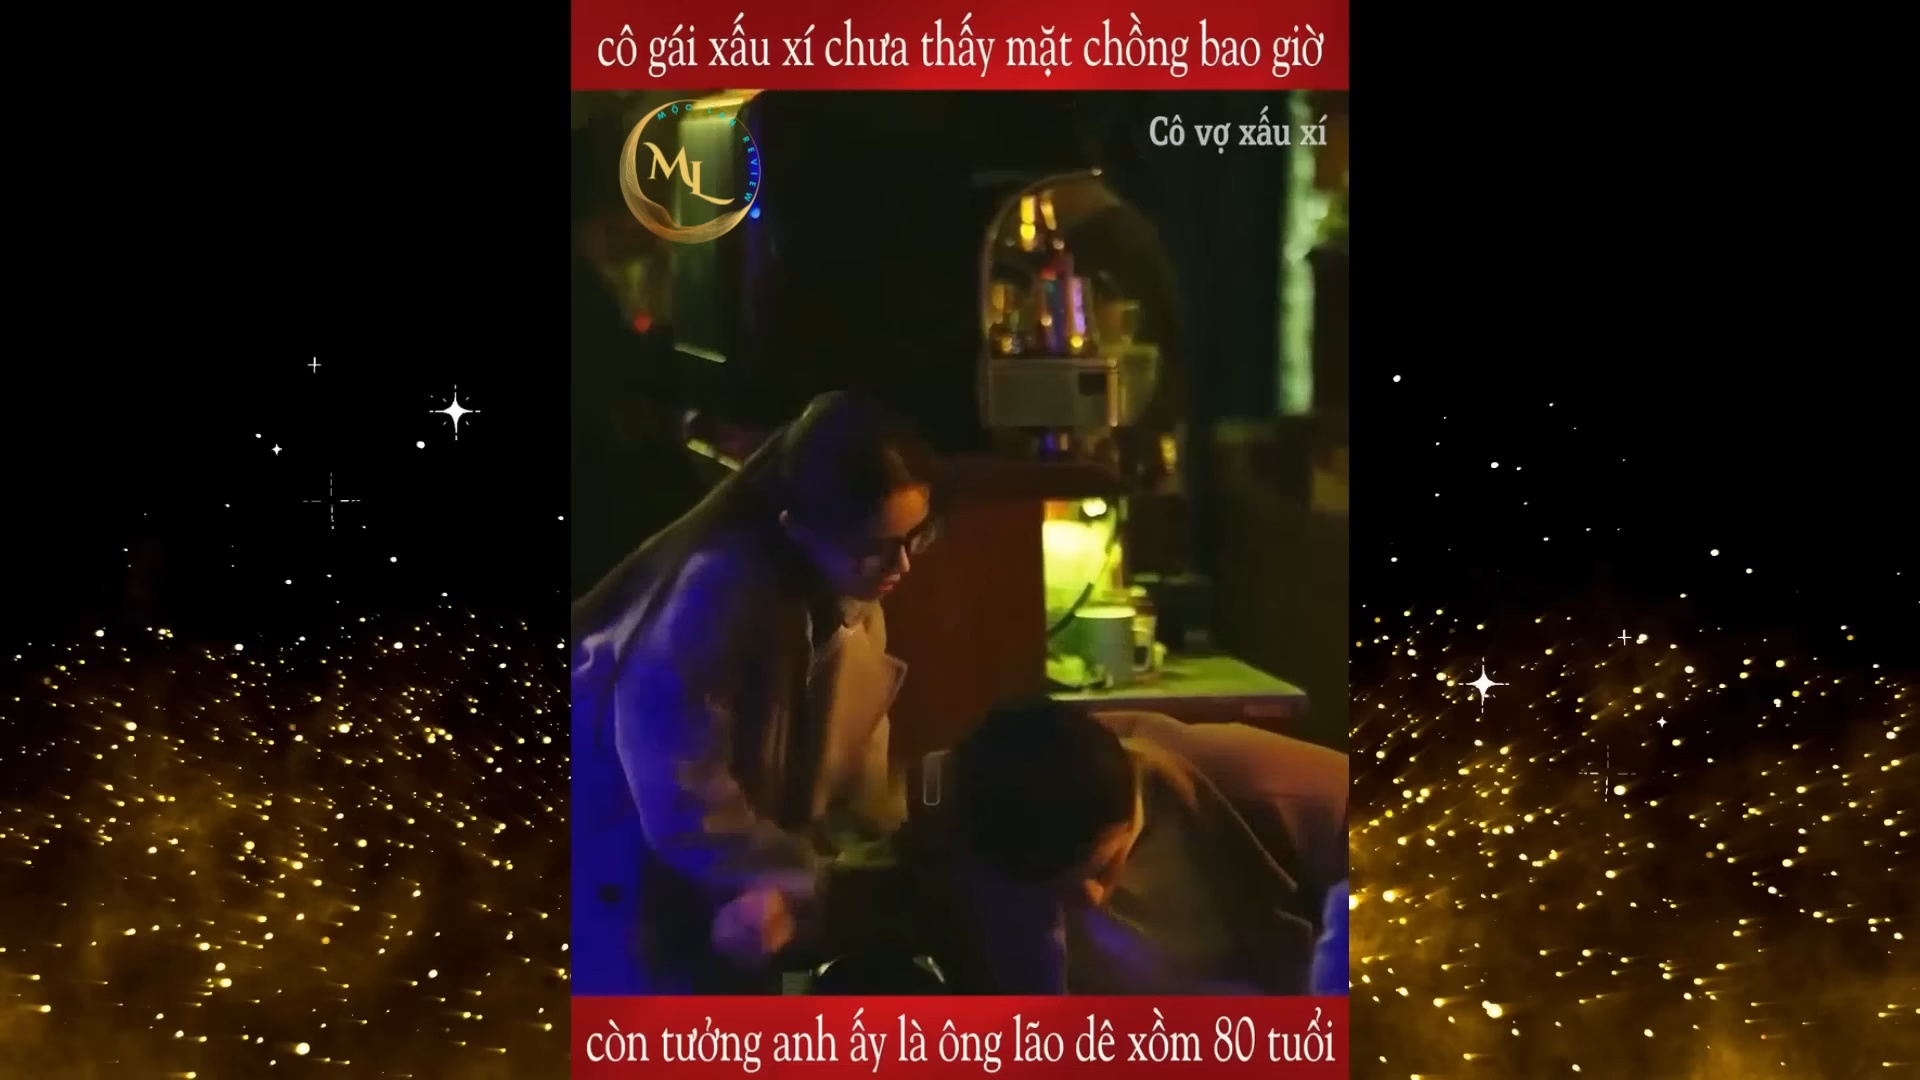 cô gái xấu xí chưa thấy mặt chồng bao giờ
Cô vợ xấu xí
ML
còn tưởng anh ấy là ông lão dê xồm 80 tuổi